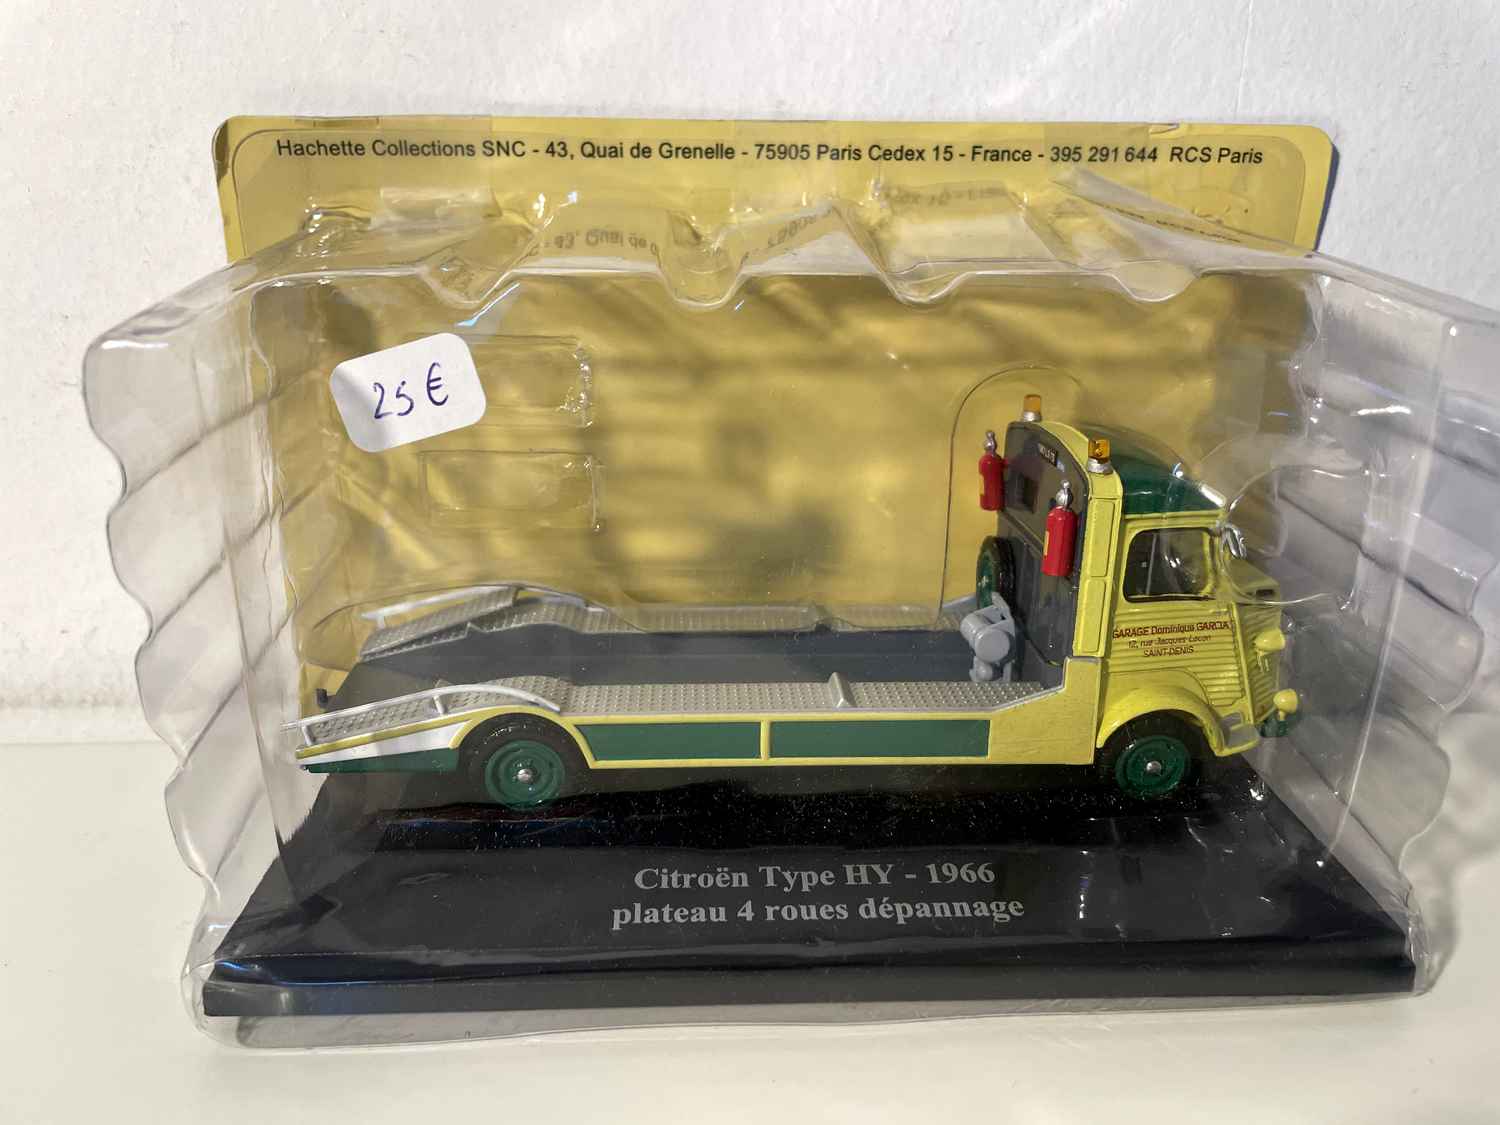 Hachette Collections SNC - 43, Quai de Grenelle - 75905 Paris Cedex 15 - France - 395 291 644 RCS Paris
25 €
GARAGE Dominique GARCIA
12, rue Jacques Lacan
SAINT-DENIS
Citroën Type HY - 1966
plateau 4 roues dépannage